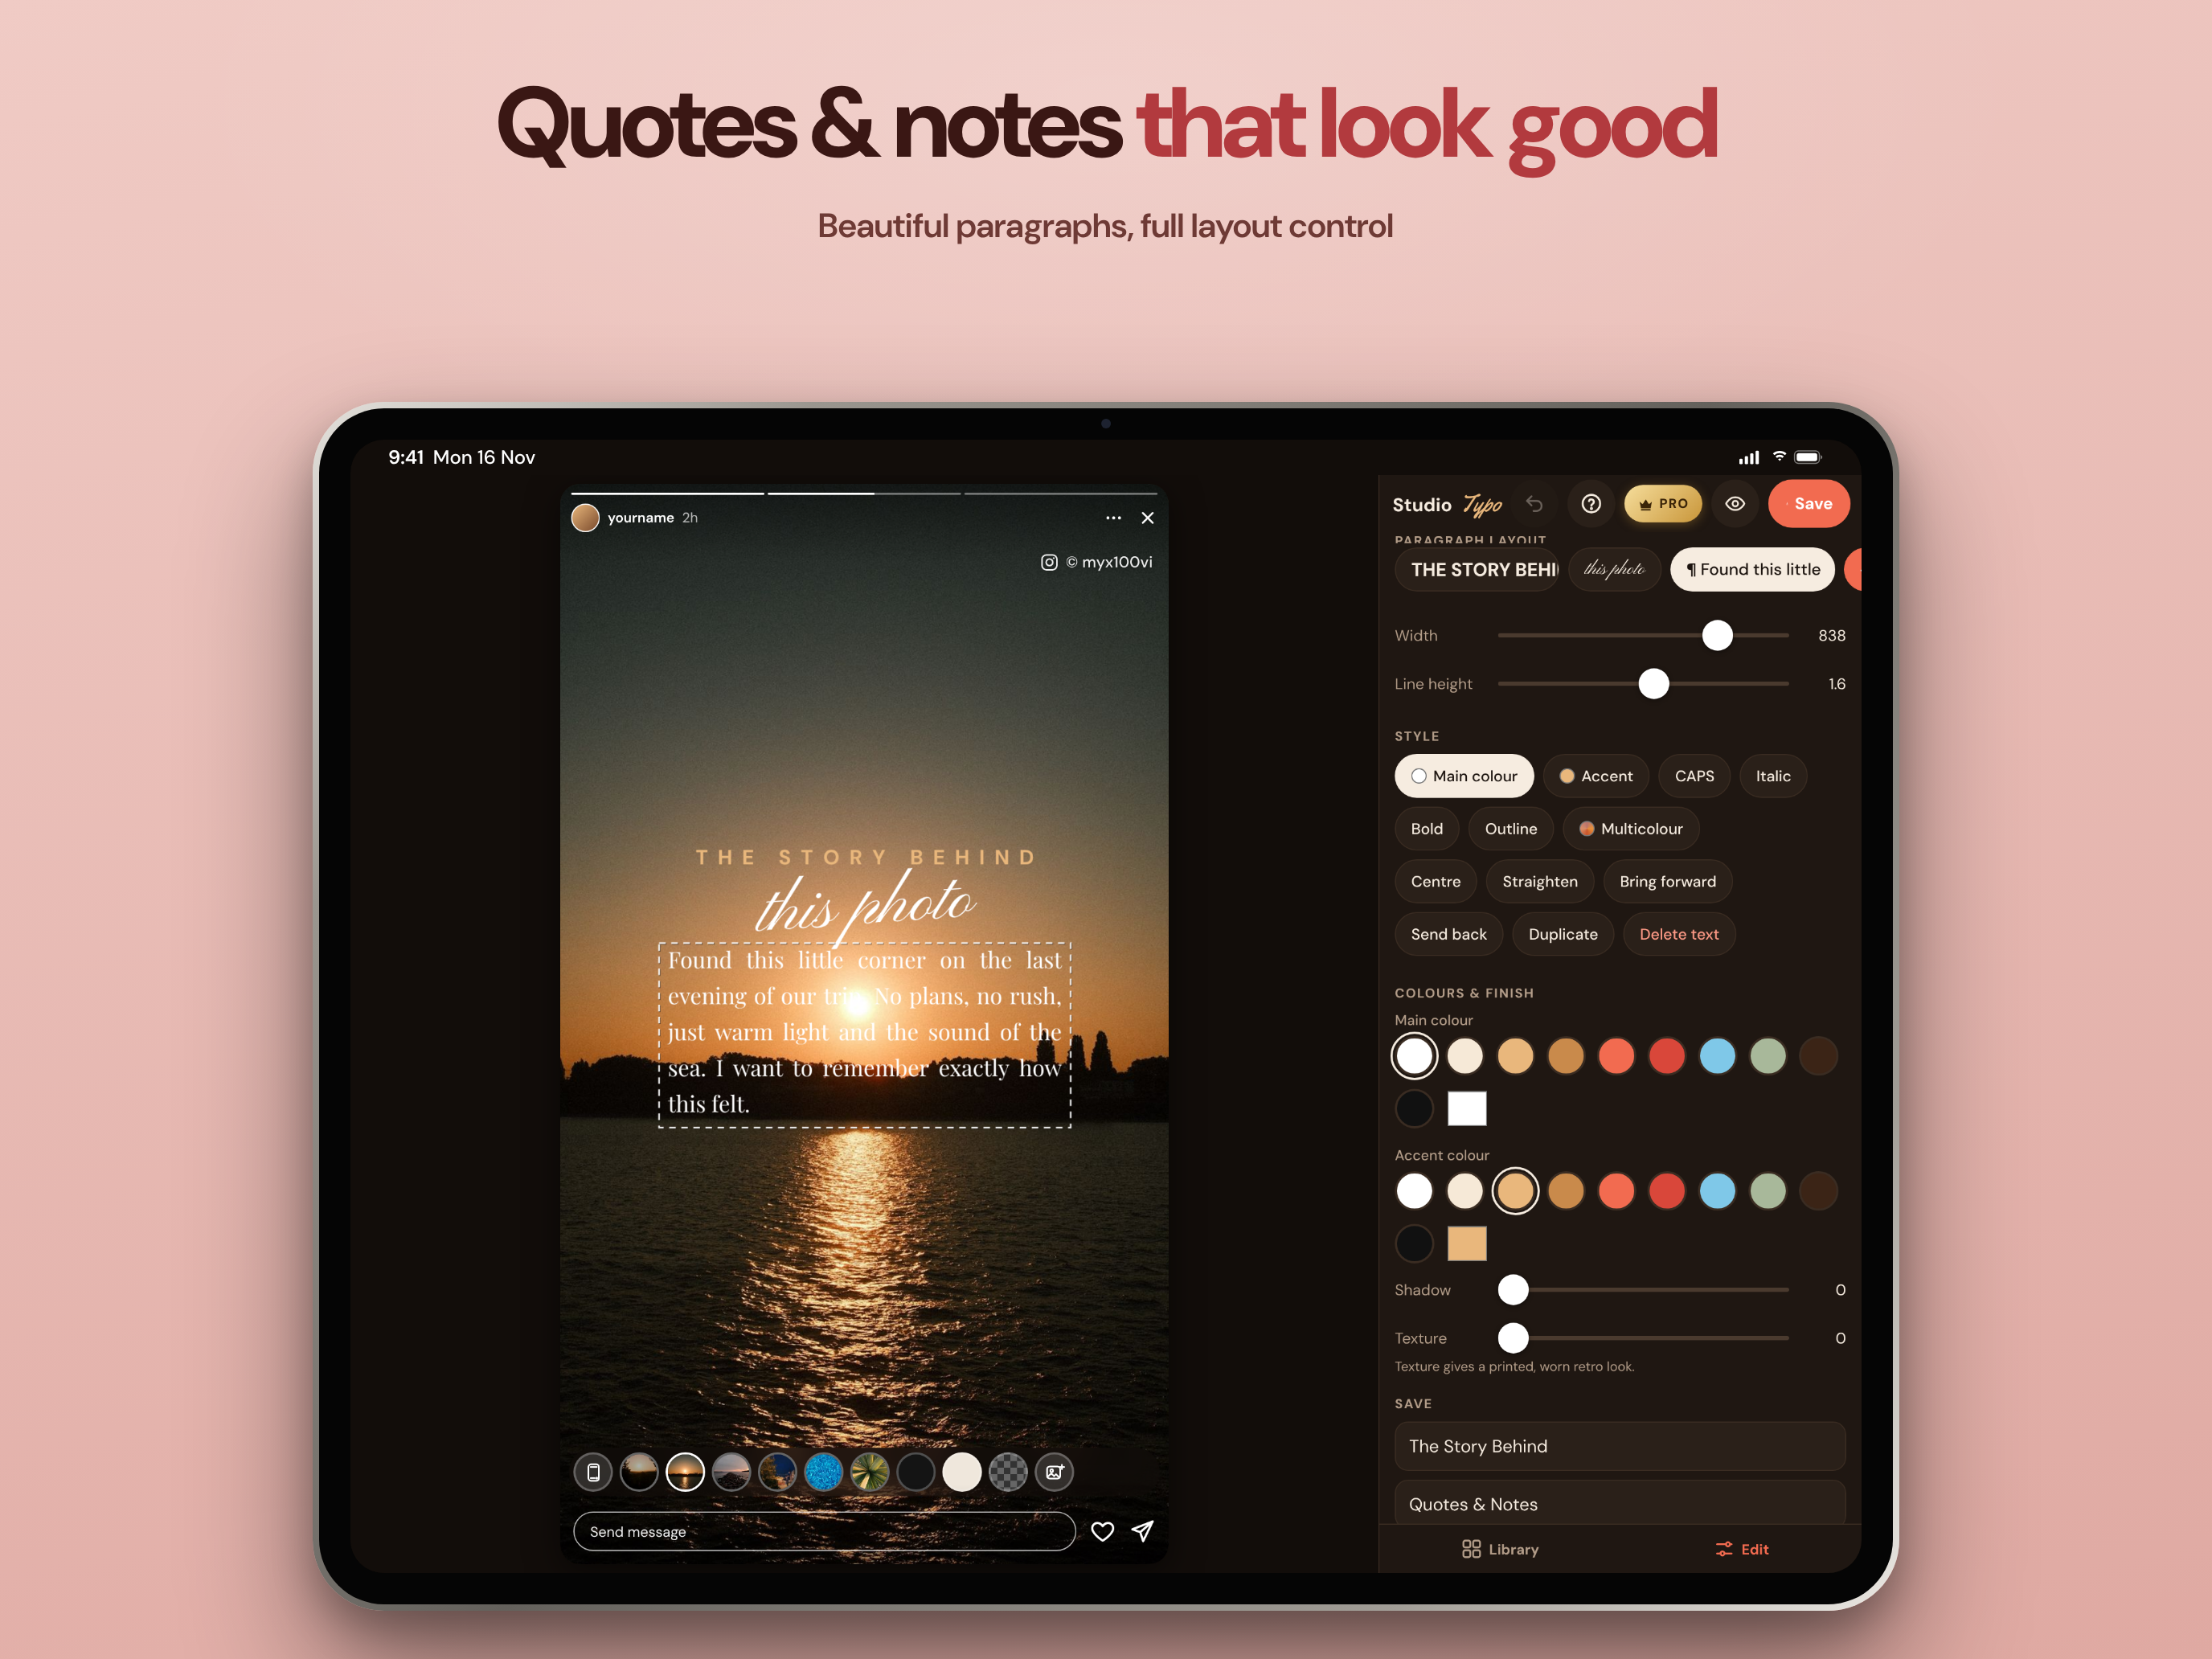 Quotes & notes that look good
Beautiful paragraphs, full layout control
9:41 Mon 16 Nov
yourname 2h
© myx100vi
THE STORY BEHIND
this photo
Found this little corner on the last
evening of our trip. No plans, no rush,
just warm light and the sound of the
sea. I want to remember exactly how
this felt.
Send message
Studio Typo
PRO
Save
PARAGRAPH LAYOUT
THE STORY BEHI
this photo
¶ Found this little
Width 838
Line height 1.6
STYLE
Main colour Accent CAPS Italic
Bold Outline Multicolour
Centre Straighten Bring forward
Send back Duplicate Delete text
COLOURS & FINISH
Main colour
Accent colour
Shadow 0
Texture 0
Texture gives a printed, worn retro look.
SAVE
The Story Behind
Quotes & Notes
Library Edit